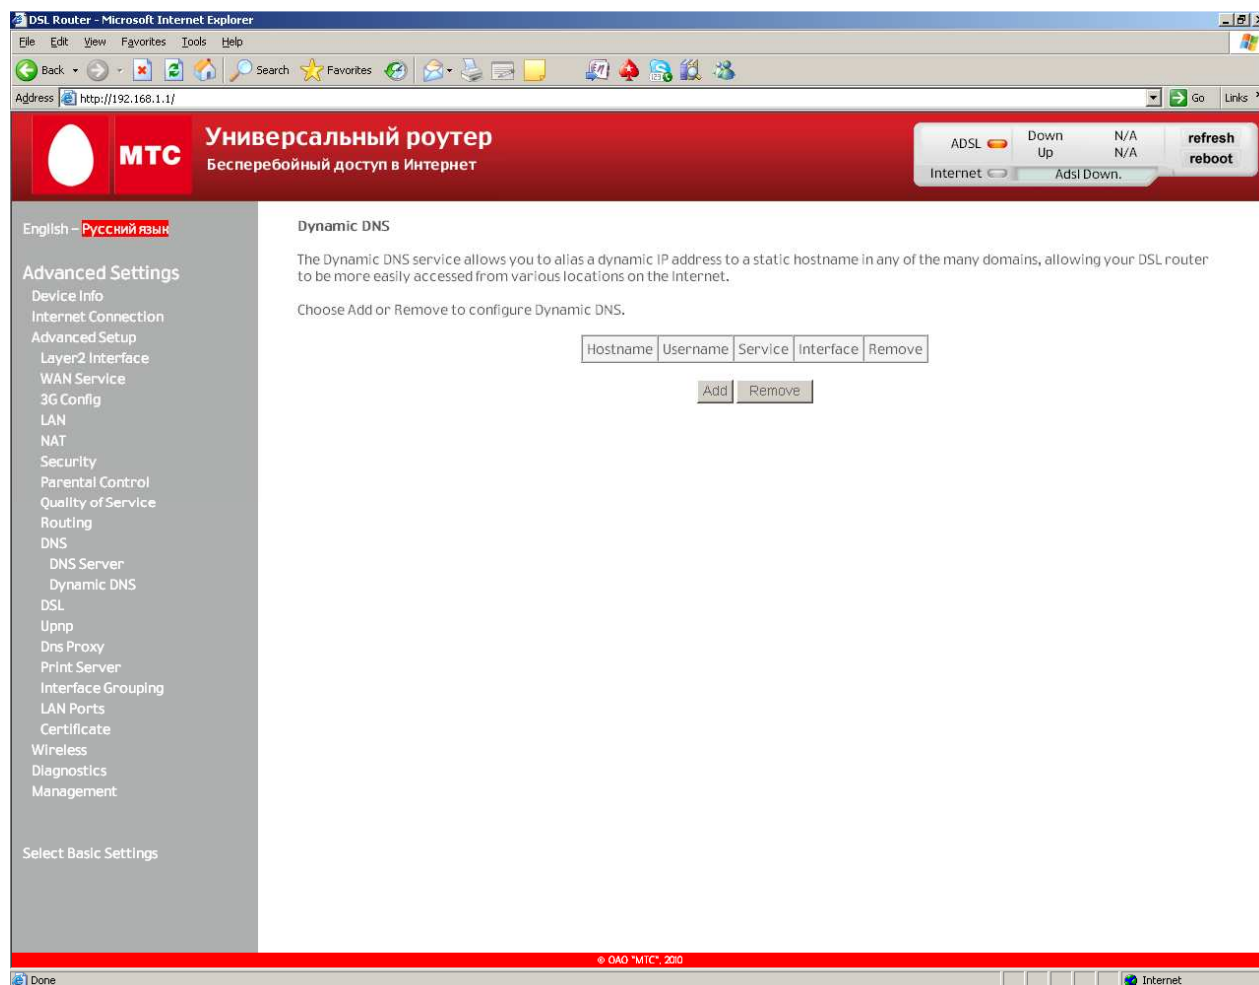 DSL Router - Microsoft Internet Explorer
File Edit View Favorites Tools Help
Back Search Favorites
Address http://192.168.1.1/ Go Links
МТС
Универсальный роутер
Бесперебойный доступ в Интернет
ADSL Down N/A
Up N/A
Internet Adsl Down.
refresh
reboot
English – Русский язык
Advanced Settings
Device Info
Internet Connection
Advanced Setup
Layer2 Interface
WAN Service
3G Config
LAN
NAT
Security
Parental Control
Quality of Service
Routing
DNS
DNS Server
Dynamic DNS
DSL
Upnp
Dns Proxy
Print Server
Interface Grouping
LAN Ports
Certificate
Wireless
Diagnostics
Management
Select Basic Settings
Dynamic DNS
The Dynamic DNS service allows you to alias a dynamic IP address to a static hostname in any of the many domains, allowing your DSL router
to be more easily accessed from various locations on the Internet.
Choose Add or Remove to configure Dynamic DNS.
Hostname Username Service Interface Remove
Add Remove
© ОАО "МТС", 2010
Done Internet